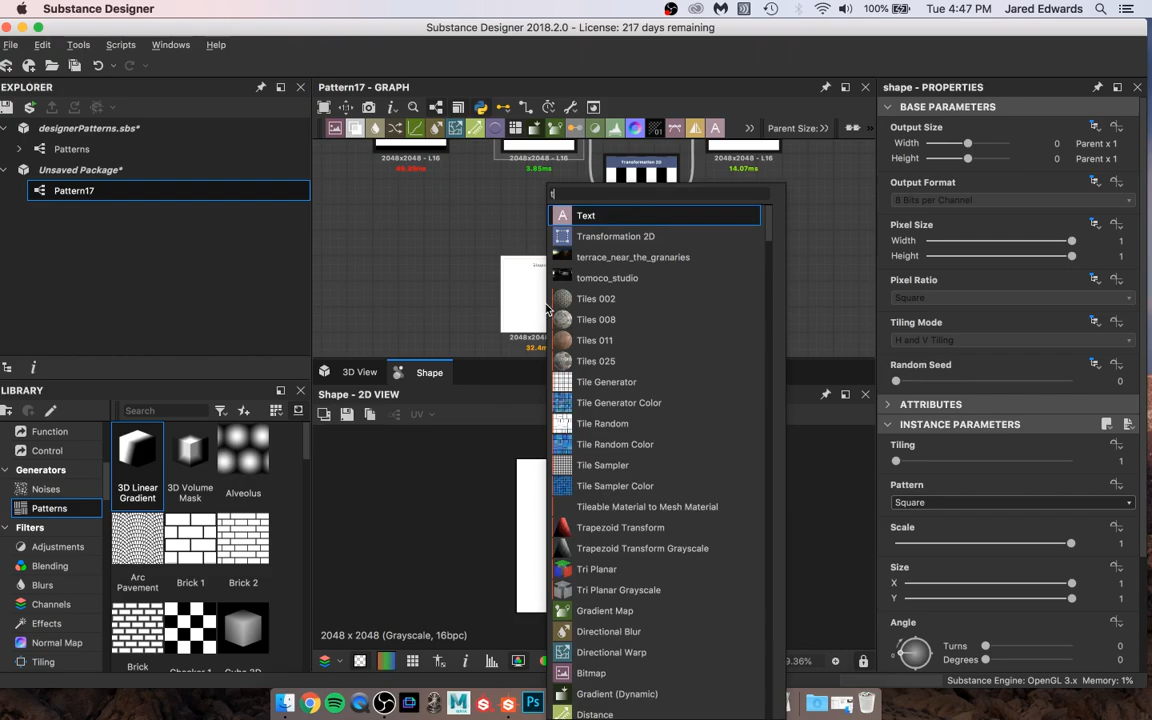 Substance Designer
100%
Tue 4:47 PM
Jared Edwards
Substance Designer 2018.2.0 - License: 217 days remaining
File Edit Tools Scripts Windows Help
EXPLORER
designerPatterns.sbs*
Patterns
Unsaved Package*
Pattern17
LIBRARY
Search
Function
Control
Generators
Noises
Patterns
Filters
Adjustments
Blending
Blurs
Channels
Effects
Normal Map
Tiling
3D Linear Gradient
3D Volume Mask
Alveolus
Arc Pavement
Brick 1
Brick 2
Brick
Pattern17 - GRAPH
Parent Size:
2048x2048 - L16
2048x2048 - L16
2048x2048 - L16
3.85ms
14.07ms
Transformation 2D
t
Text
Transformation 2D
terrace_near_the_granaries
tomoco_studio
Tiles 002
Tiles 008
Tiles 011
Tiles 025
Tile Generator
Tile Generator Color
Tile Random
Tile Random Color
Tile Sampler
Tile Sampler Color
Tileable Material to Mesh Material
Trapezoid Transform
Trapezoid Transform Grayscale
Tri Planar
Tri Planar Grayscale
Gradient Map
Directional Blur
Directional Warp
Bitmap
Gradient (Dynamic)
Distance
3D View
Shape
Shape - 2D VIEW
2048 x 2048 (Grayscale, 16bpc)
UV
shape - PROPERTIES
BASE PARAMETERS
Output Size
Width 0 Parent x 1
Height 0 Parent x 1
Output Format
8 Bits per Channel
Pixel Size
Width 1
Height 1
Pixel Ratio
Square
Tiling Mode
H and V Tiling
Random Seed
0
ATTRIBUTES
INSTANCE PARAMETERS
Tiling
1
Pattern
Square
Scale
1
Size
X 1
Y 1
Angle
Turns 0
Degrees 0
Substance Engine: OpenGL 3.x Memory: 1%
Ps